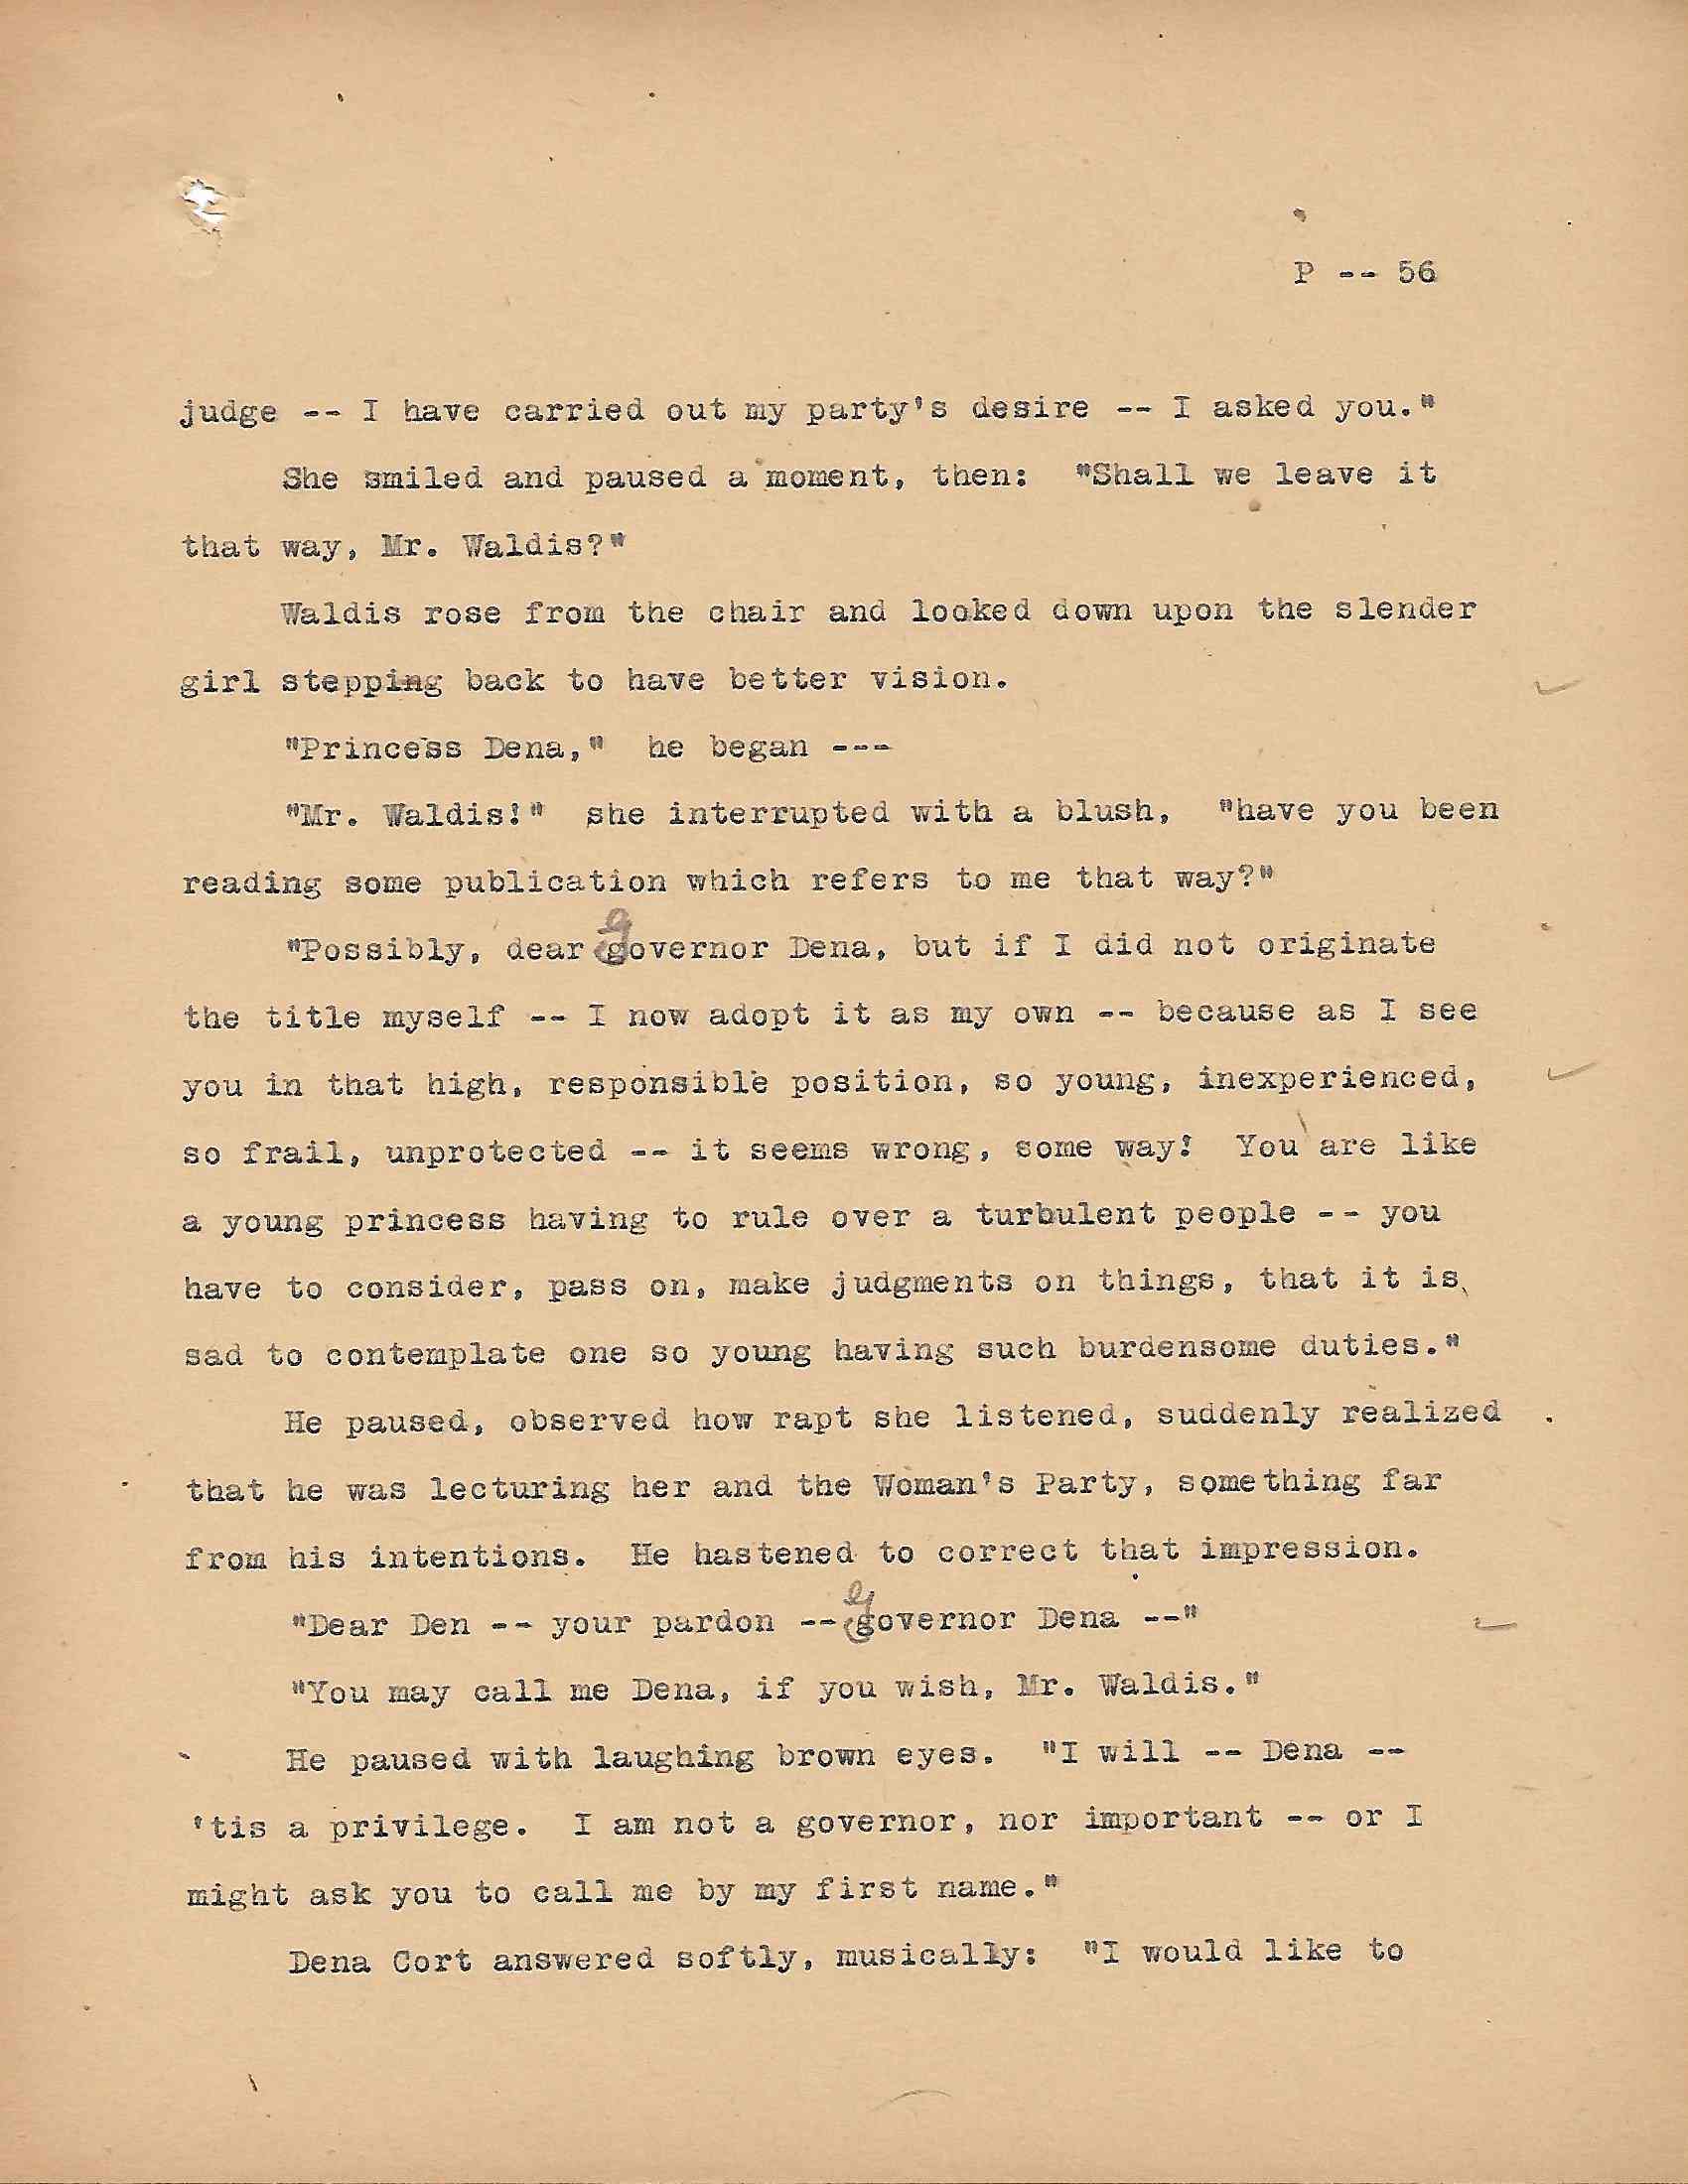 P -- 56
judge -- I have carried out my party's desire -- I asked you."
She smiled and paused a moment, then:  "Shall we leave it
that way, Mr. Waldis?"
Waldis rose from the chair and looked down upon the slender
girl stepping back to have better vision.
"Princess Dena,"  he began ---
"Mr. Waldis!"  she interrupted with a blush,  "have you been
reading some publication which refers to me that way?"
"Possibly, dear governor Dena, but if I did not originate
the title myself -- I now adopt it as my own -- because as I see
you in that high, responsible position, so young, inexperienced,
so frail, unprotected -- it seems wrong, some way!  You are like
a young princess having to rule over a turbulent people -- you
have to consider, pass on, make judgments on things, that it is
sad to contemplate one so young having such burdensome duties."
He paused, observed how rapt she listened, suddenly realized
that he was lecturing her and the Woman's Party, something far
from his intentions.  He hastened to correct that impression.
"Dear Den -- your pardon -- governor Dena --"
"You may call me Dena, if you wish, Mr. Waldis."
He paused with laughing brown eyes.  "I will -- Dena --
'tis a privilege.  I am not a governor, nor important -- or I
might ask you to call me by my first name."
Dena Cort answered softly, musically:  "I would like to